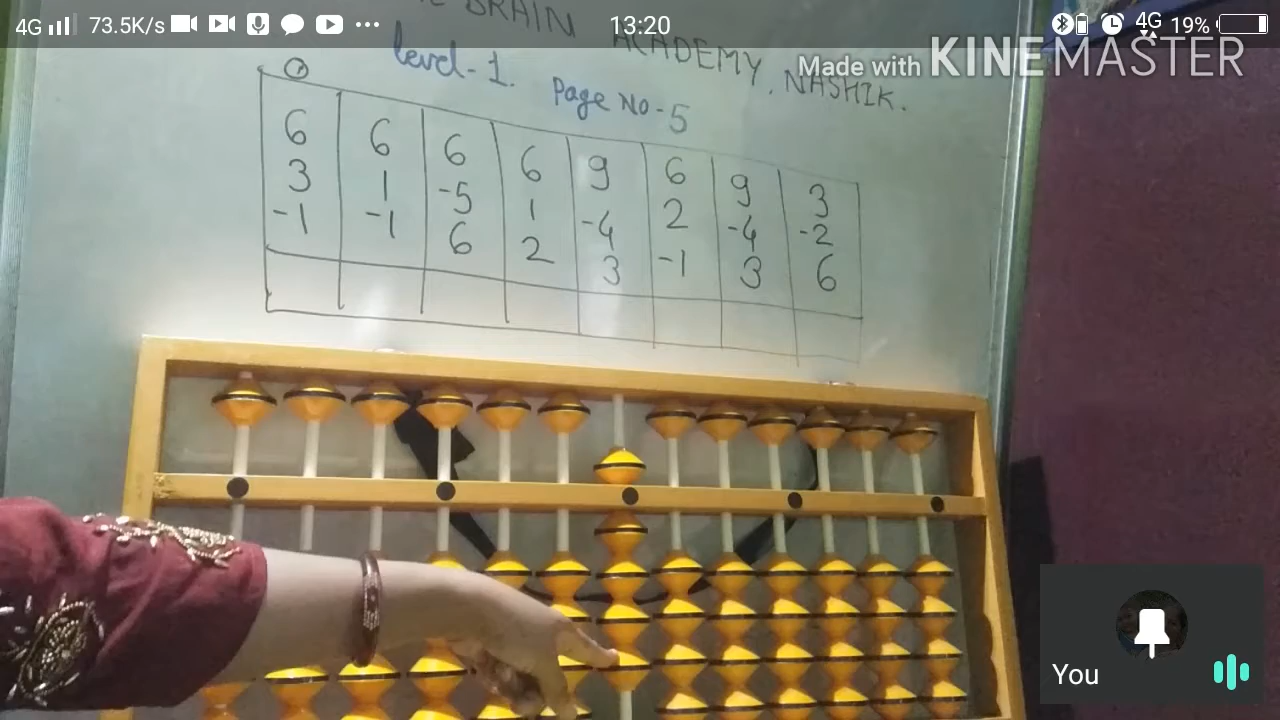 4G 73.5K/s ... 13:20 4G 19%
BRAIN ACADEMY, NASHIK.
Made with KINEMASTER
level-1. Page No-5
1
6 6 6 6 9 6 9 3
3 1 -5 1 -4 2 -4 -2
-1 -1 6 2 3 -1 3 6
You